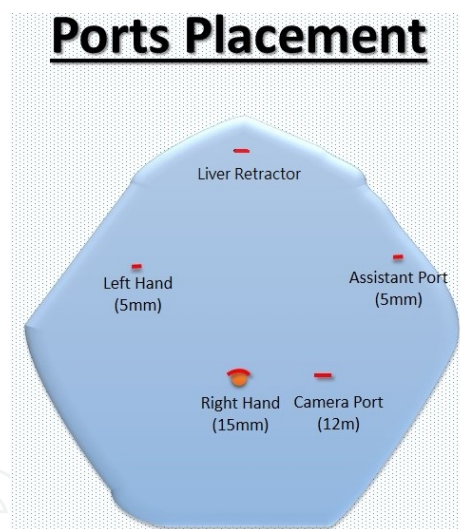 Ports Placement
Liver Retractor
Left Hand
(5mm)
Assistant Port
(5mm)
Right Hand
(15mm)
Camera Port
(12m)